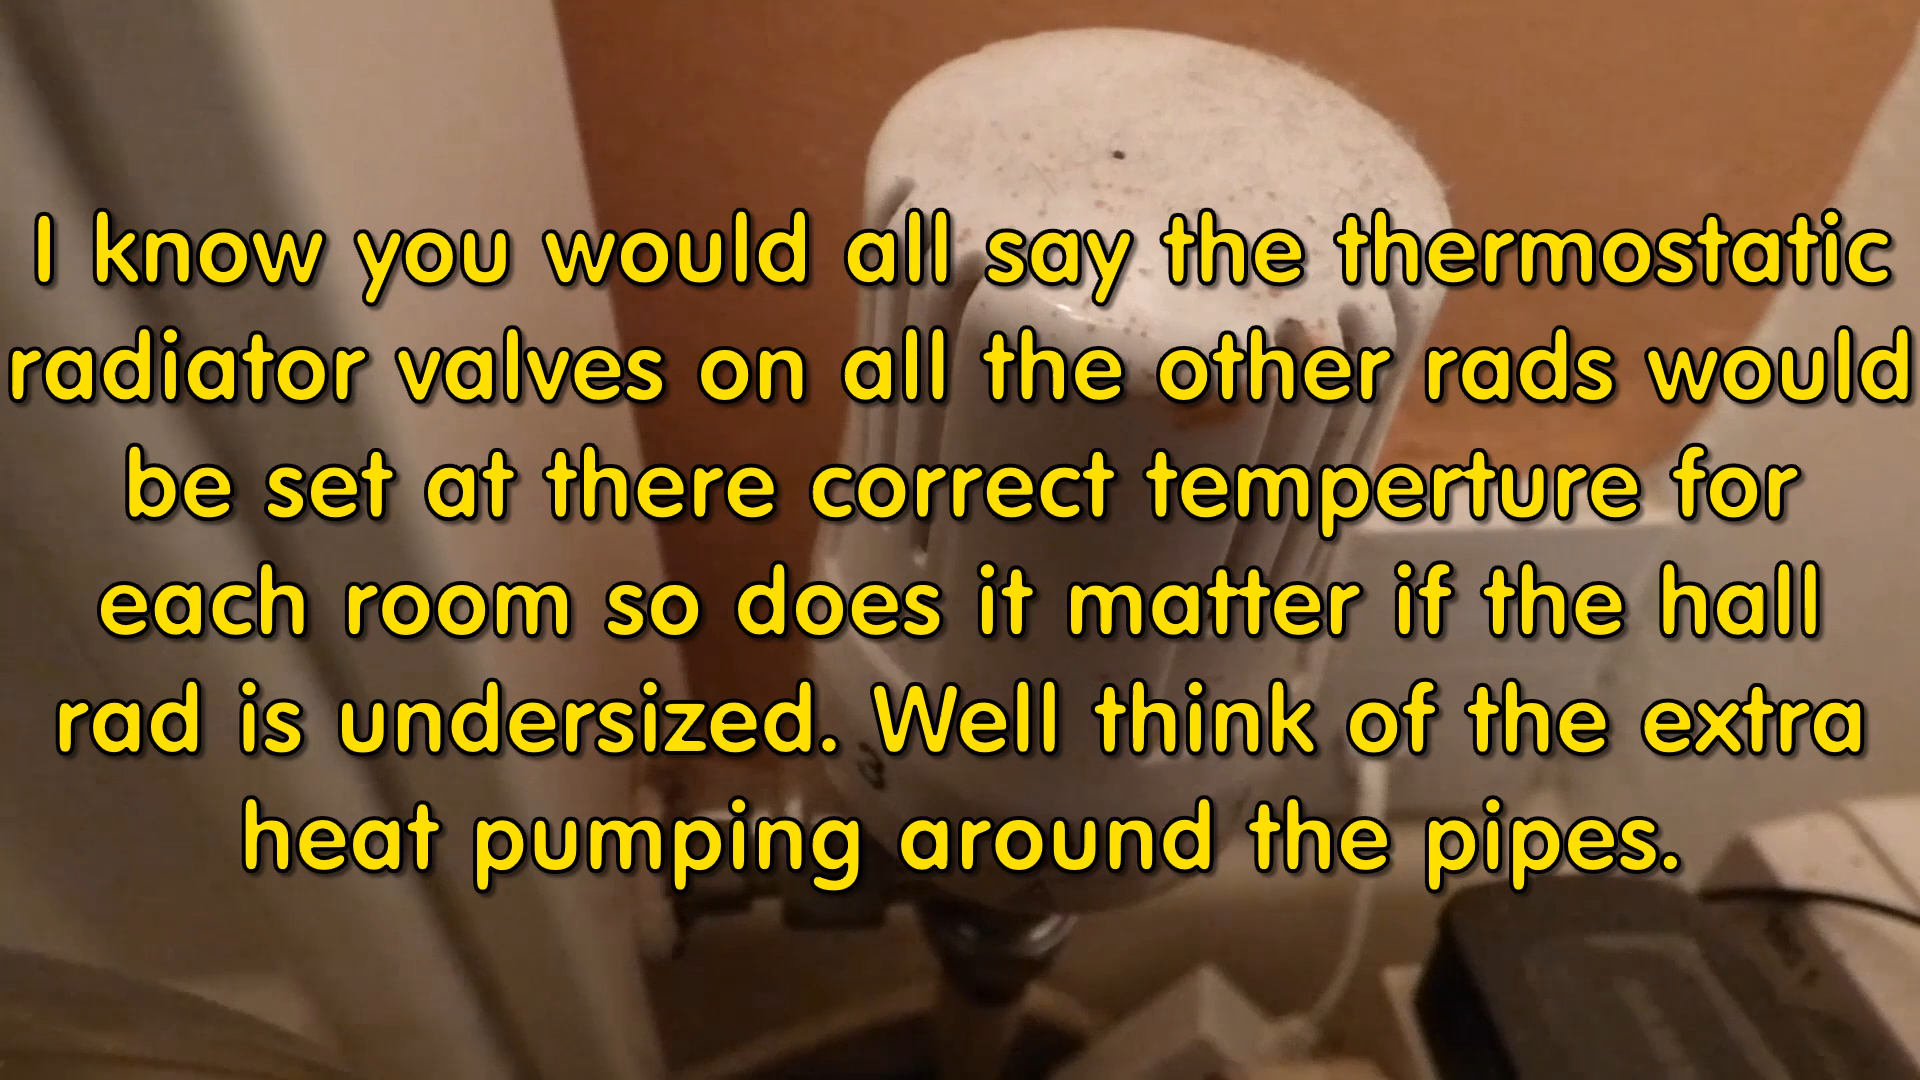 I know you would all say the thermostatic
radiator valves on all the other rads would
be set at there correct temperture for
each room so does it matter if the hall
rad is undersized. Well think of the extra
heat pumping around the pipes.
3